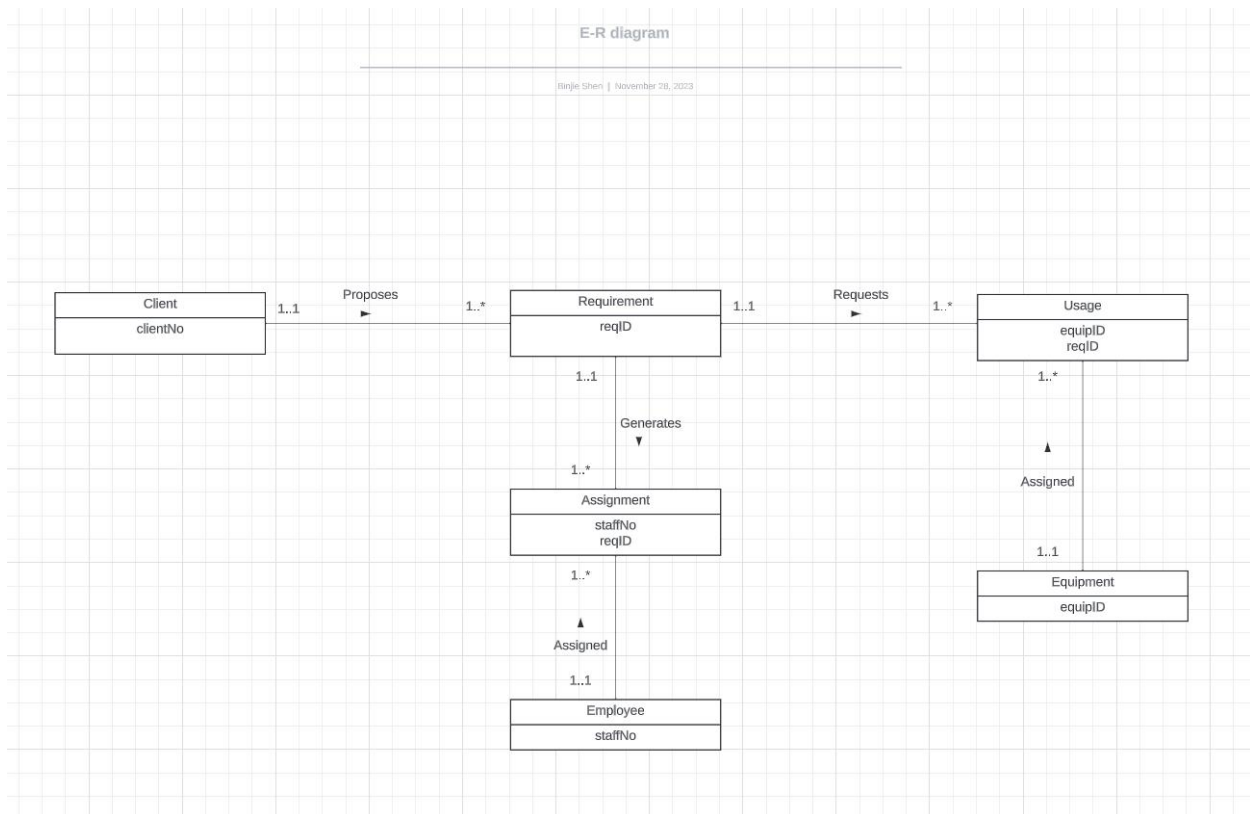 E-R diagram
Binjie Shen | November 28, 2023
Client
clientNo
1..1
Proposes
1..*
Requirement
reqID
1..1
Requests
1..*
Usage
equipID
reqID
1..1
Generates
1..*
Assignment
staffNo
reqID
1..*
Assigned
1..1
Employee
staffNo
1..*
Assigned
1..1
Equipment
equipID